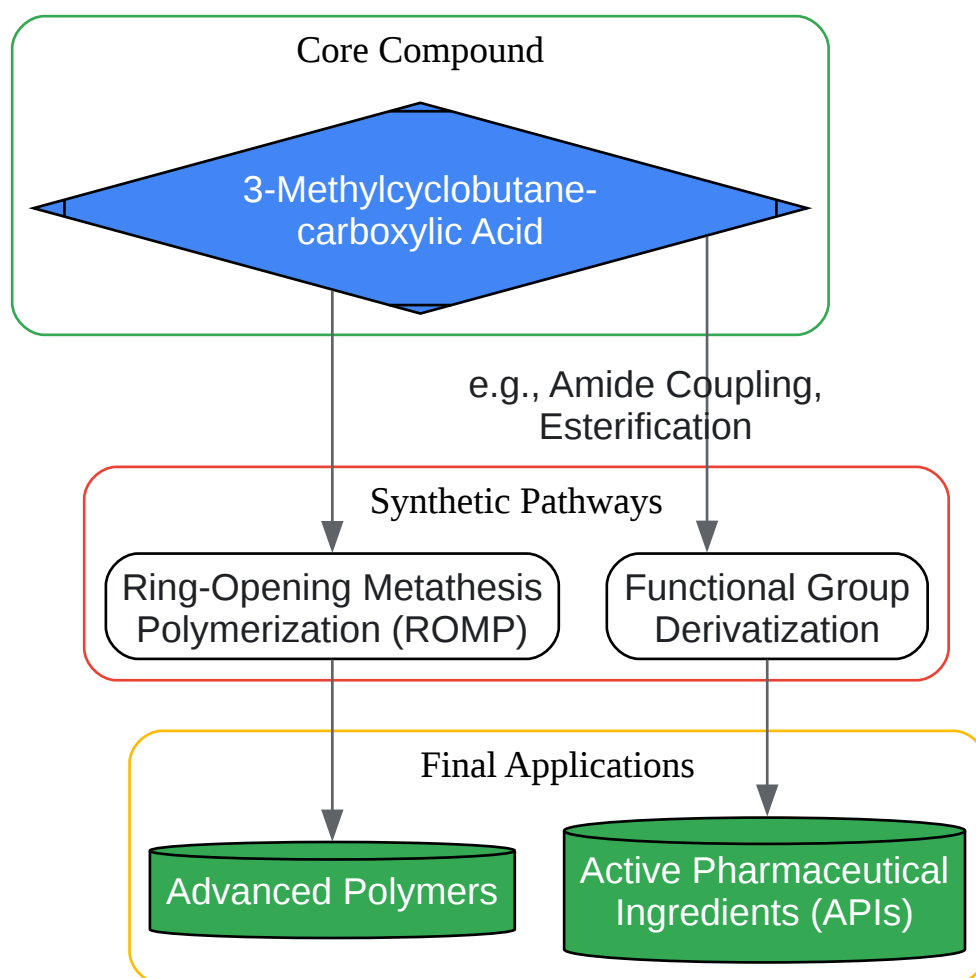 Core Compound
3-Methylcyclobutane-
carboxylic Acid
e.g., Amide Coupling,
Esterification
Synthetic Pathways
Ring-Opening Metathesis
Polymerization (ROMP)
Functional Group
Derivatization
Final Applications
Advanced Polymers
Active Pharmaceutical
Ingredients (APIs)